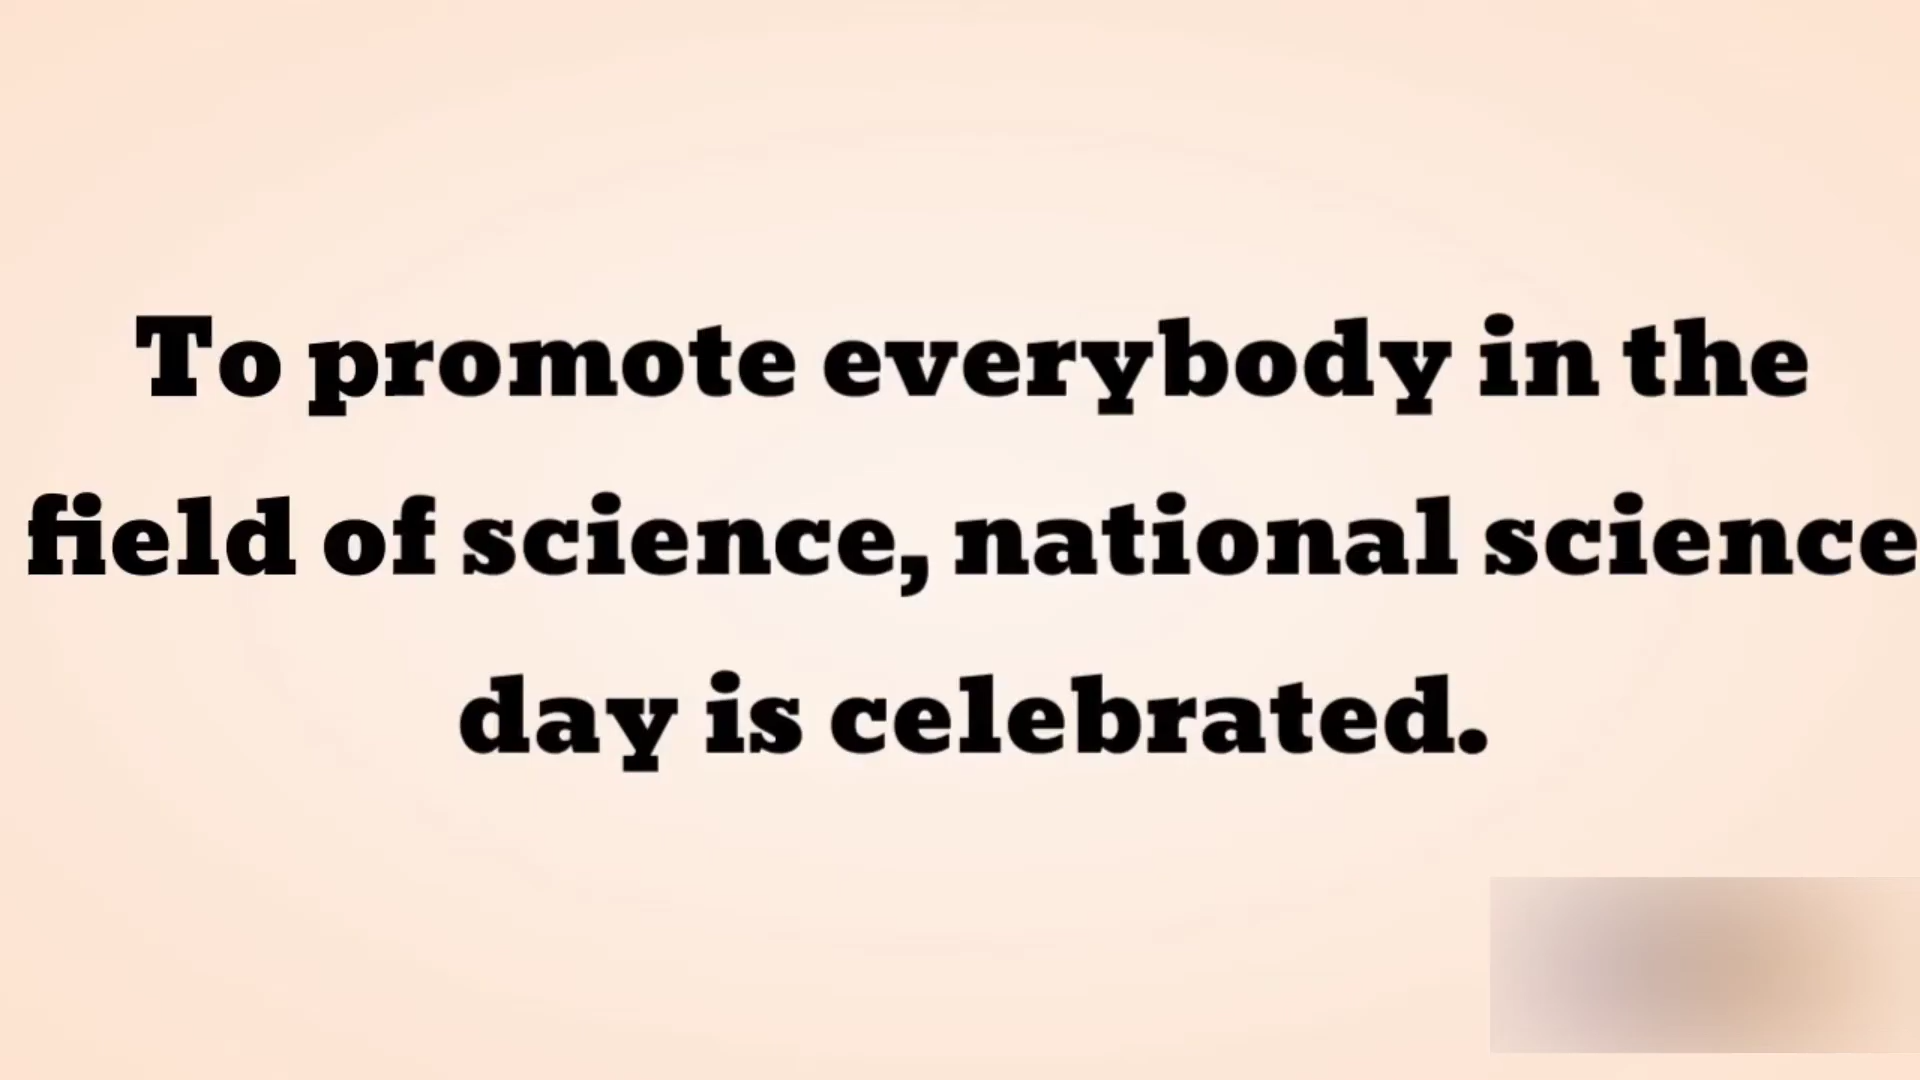 To promote everybody in the
field of science, national science
day is celebrated.